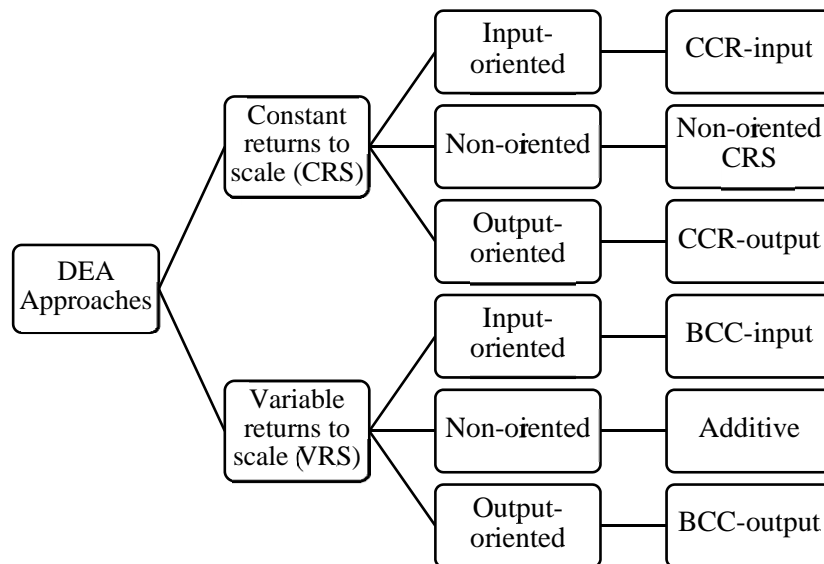 DEA
Approaches
Constant
returns to
scale (CRS)
Input-
oriented
CCR-input
Non-oriented
Non-oriented
CRS
Output-
oriented
CCR-output
Variable
returns to
scale (VRS)
Input-
oriented
BCC-input
Non-oriented
Additive
Output-
oriented
BCC-output